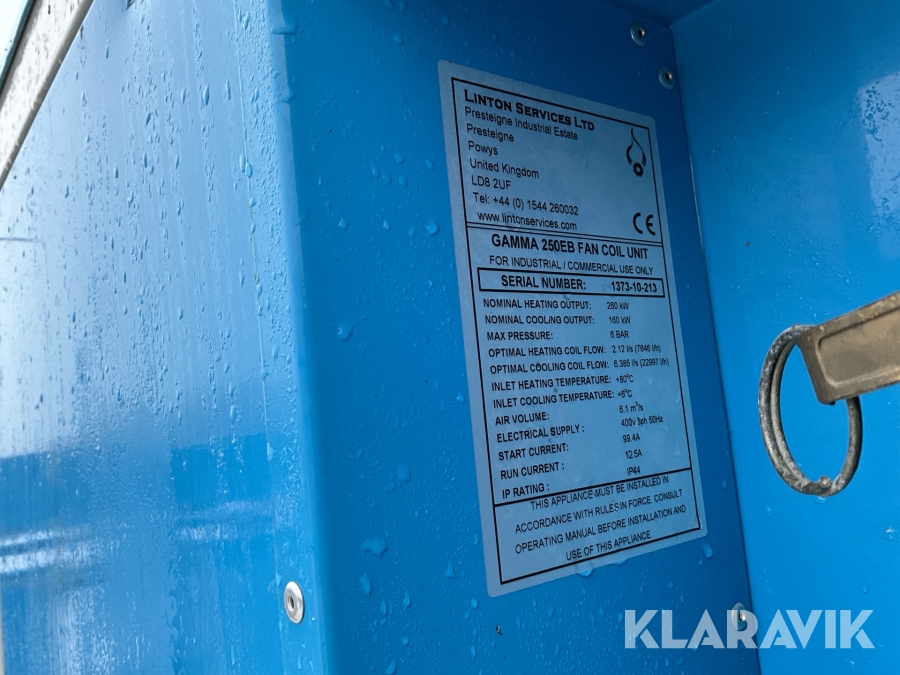 LINTON SERVICES LTD
Presteigne Industrial Estate
Presteigne
Powys
United Kingdom
LD8 2UF
Tel: +44 (0) 1544 260032
www.lintonservices.com
CE
GAMMA 250EB FAN COIL UNIT
FOR INDUSTRIAL / COMMERCIAL USE ONLY
SERIAL NUMBER: 1373-10-213
NOMINAL HEATING OUTPUT: 260 kW
NOMINAL COOLING OUTPUT: 160 kW
MAX PRESSURE: 6 BAR
OPTIMAL HEATING COIL FLOW: 2.12 l/s (7646 l/h)
OPTIMAL COOLING COIL FLOW: 6.385 l/s (22997 l/h)
INLET HEATING TEMPERATURE: +80°C
INLET COOLING TEMPERATURE: +6°C
AIR VOLUME: 6.1 m³/s
ELECTRICAL SUPPLY : 400v 3ph 50Hz
START CURRENT: 99.4A
RUN CURRENT : 12.5A
IP RATING : IP44
THIS APPLIANCE MUST BE INSTALLED IN
ACCORDANCE WITH RULES IN FORCE. CONSULT
OPERATING MANUAL BEFORE INSTALLATION AND
USE OF THIS APPLIANCE.
KLARAVIK